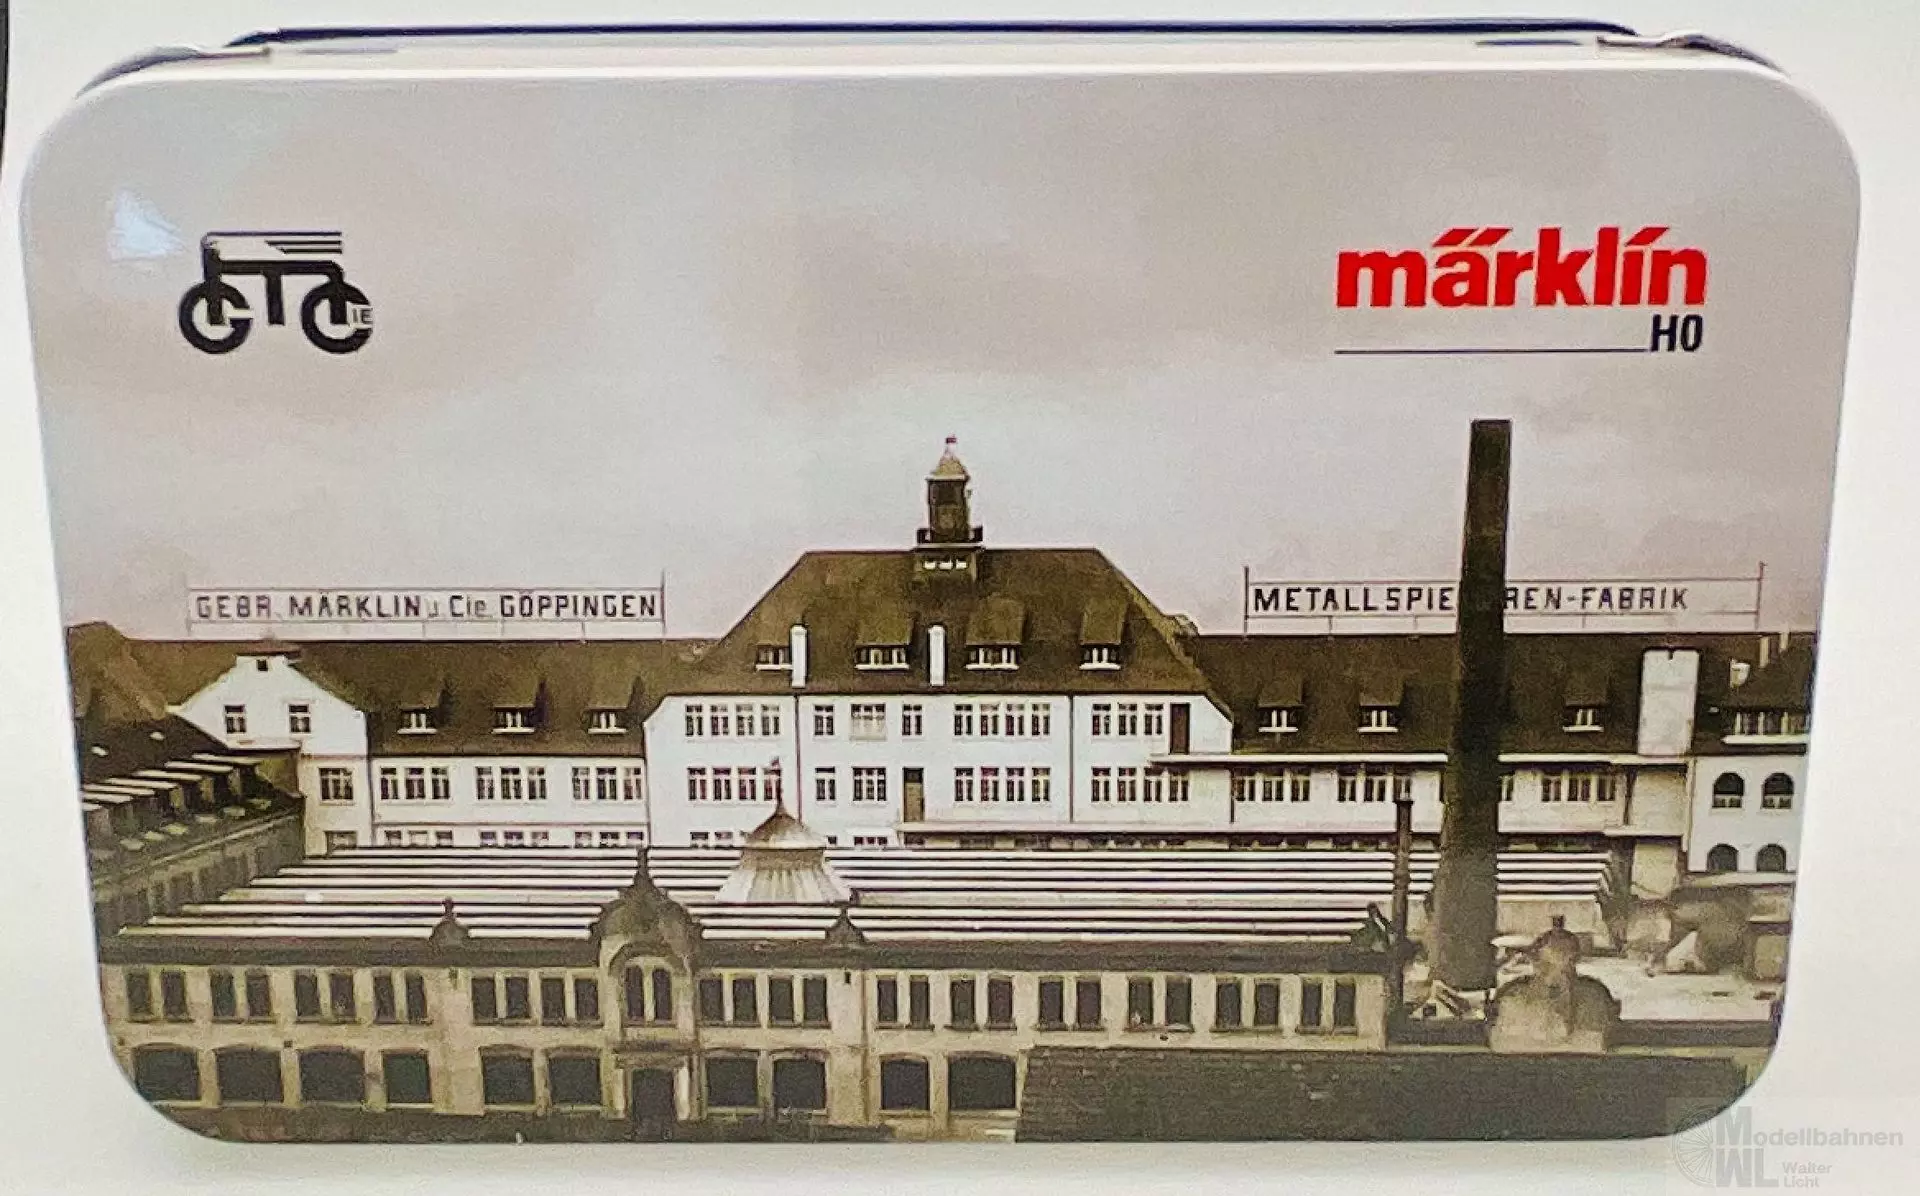 märklin
H0
GEBR. MÄRKLIN u. Cie. GÖPPINGEN
METALLSPIE REN-FABRIK
Modellbahnen
WL Walter
Licht